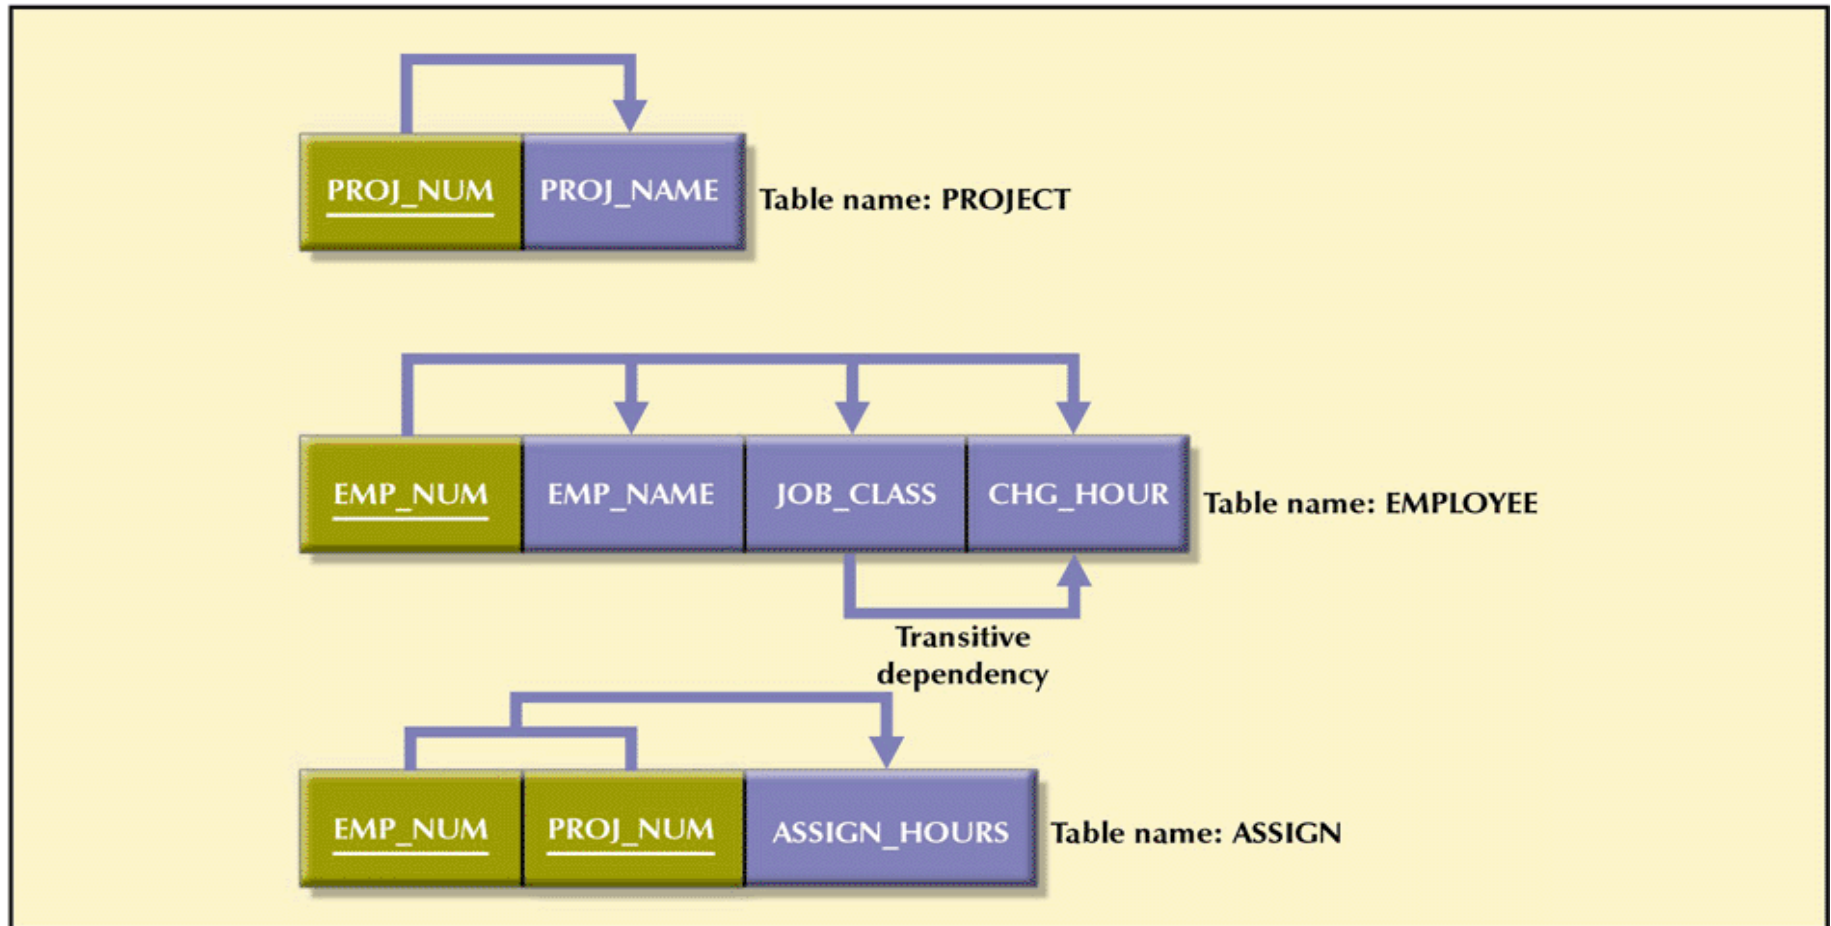 PROJ_NUM PROJ_NAME Table name: PROJECT
EMP_NUM EMP_NAME JOB_CLASS CHG_HOUR Table name: EMPLOYEE
Transitive
dependency
EMP_NUM PROJ_NUM ASSIGN_HOURS Table name: ASSIGN